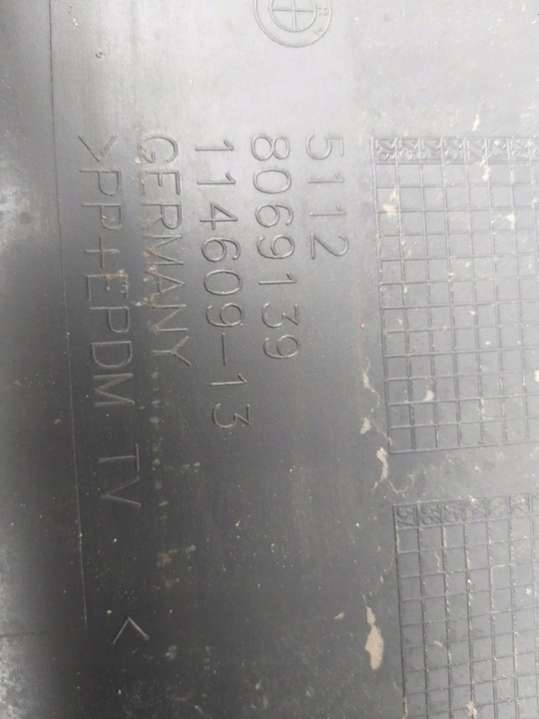 5112
8069139
114609-13
GERMANY
>PP+EPDM TV <